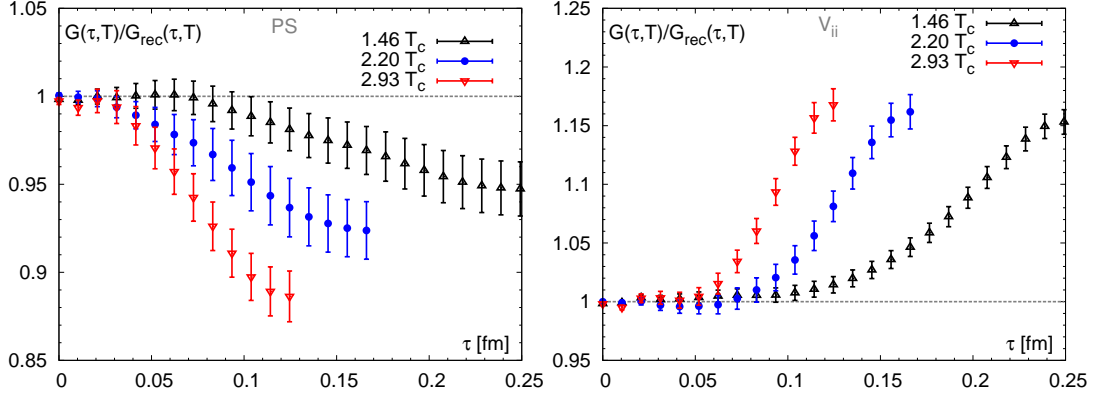 G(τ,T)/G_rec(τ,T)
PS
1.46 T_c
2.20 T_c
2.93 T_c
1.05
1
0.95
0.9
0.85
τ [fm]
0 0.05 0.1 0.15 0.2 0.25
G(τ,T)/G_rec(τ,T)
V_ii
1.46 T_c
2.20 T_c
2.93 T_c
1.25
1.2
1.15
1.1
1.05
1
0.95
τ [fm]
0 0.05 0.1 0.15 0.2 0.25